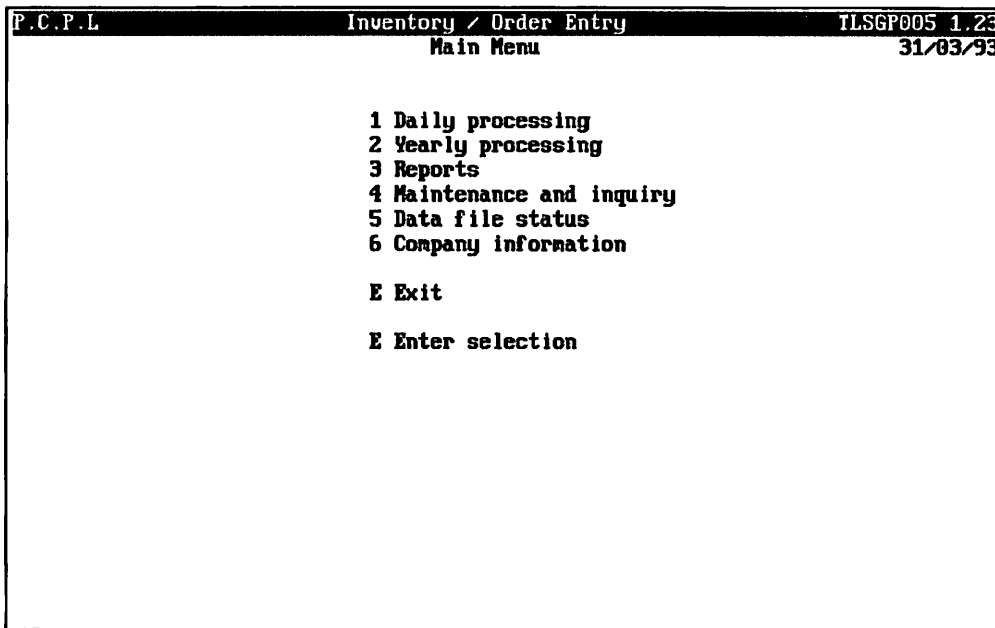 P.C.P.L Inventory / Order Entry TLSGP005 1.23
Main Menu 31/03/93
1 Daily processing
2 Yearly processing
3 Reports
4 Maintenance and inquiry
5 Data file status
6 Company information
E Exit
E Enter selection